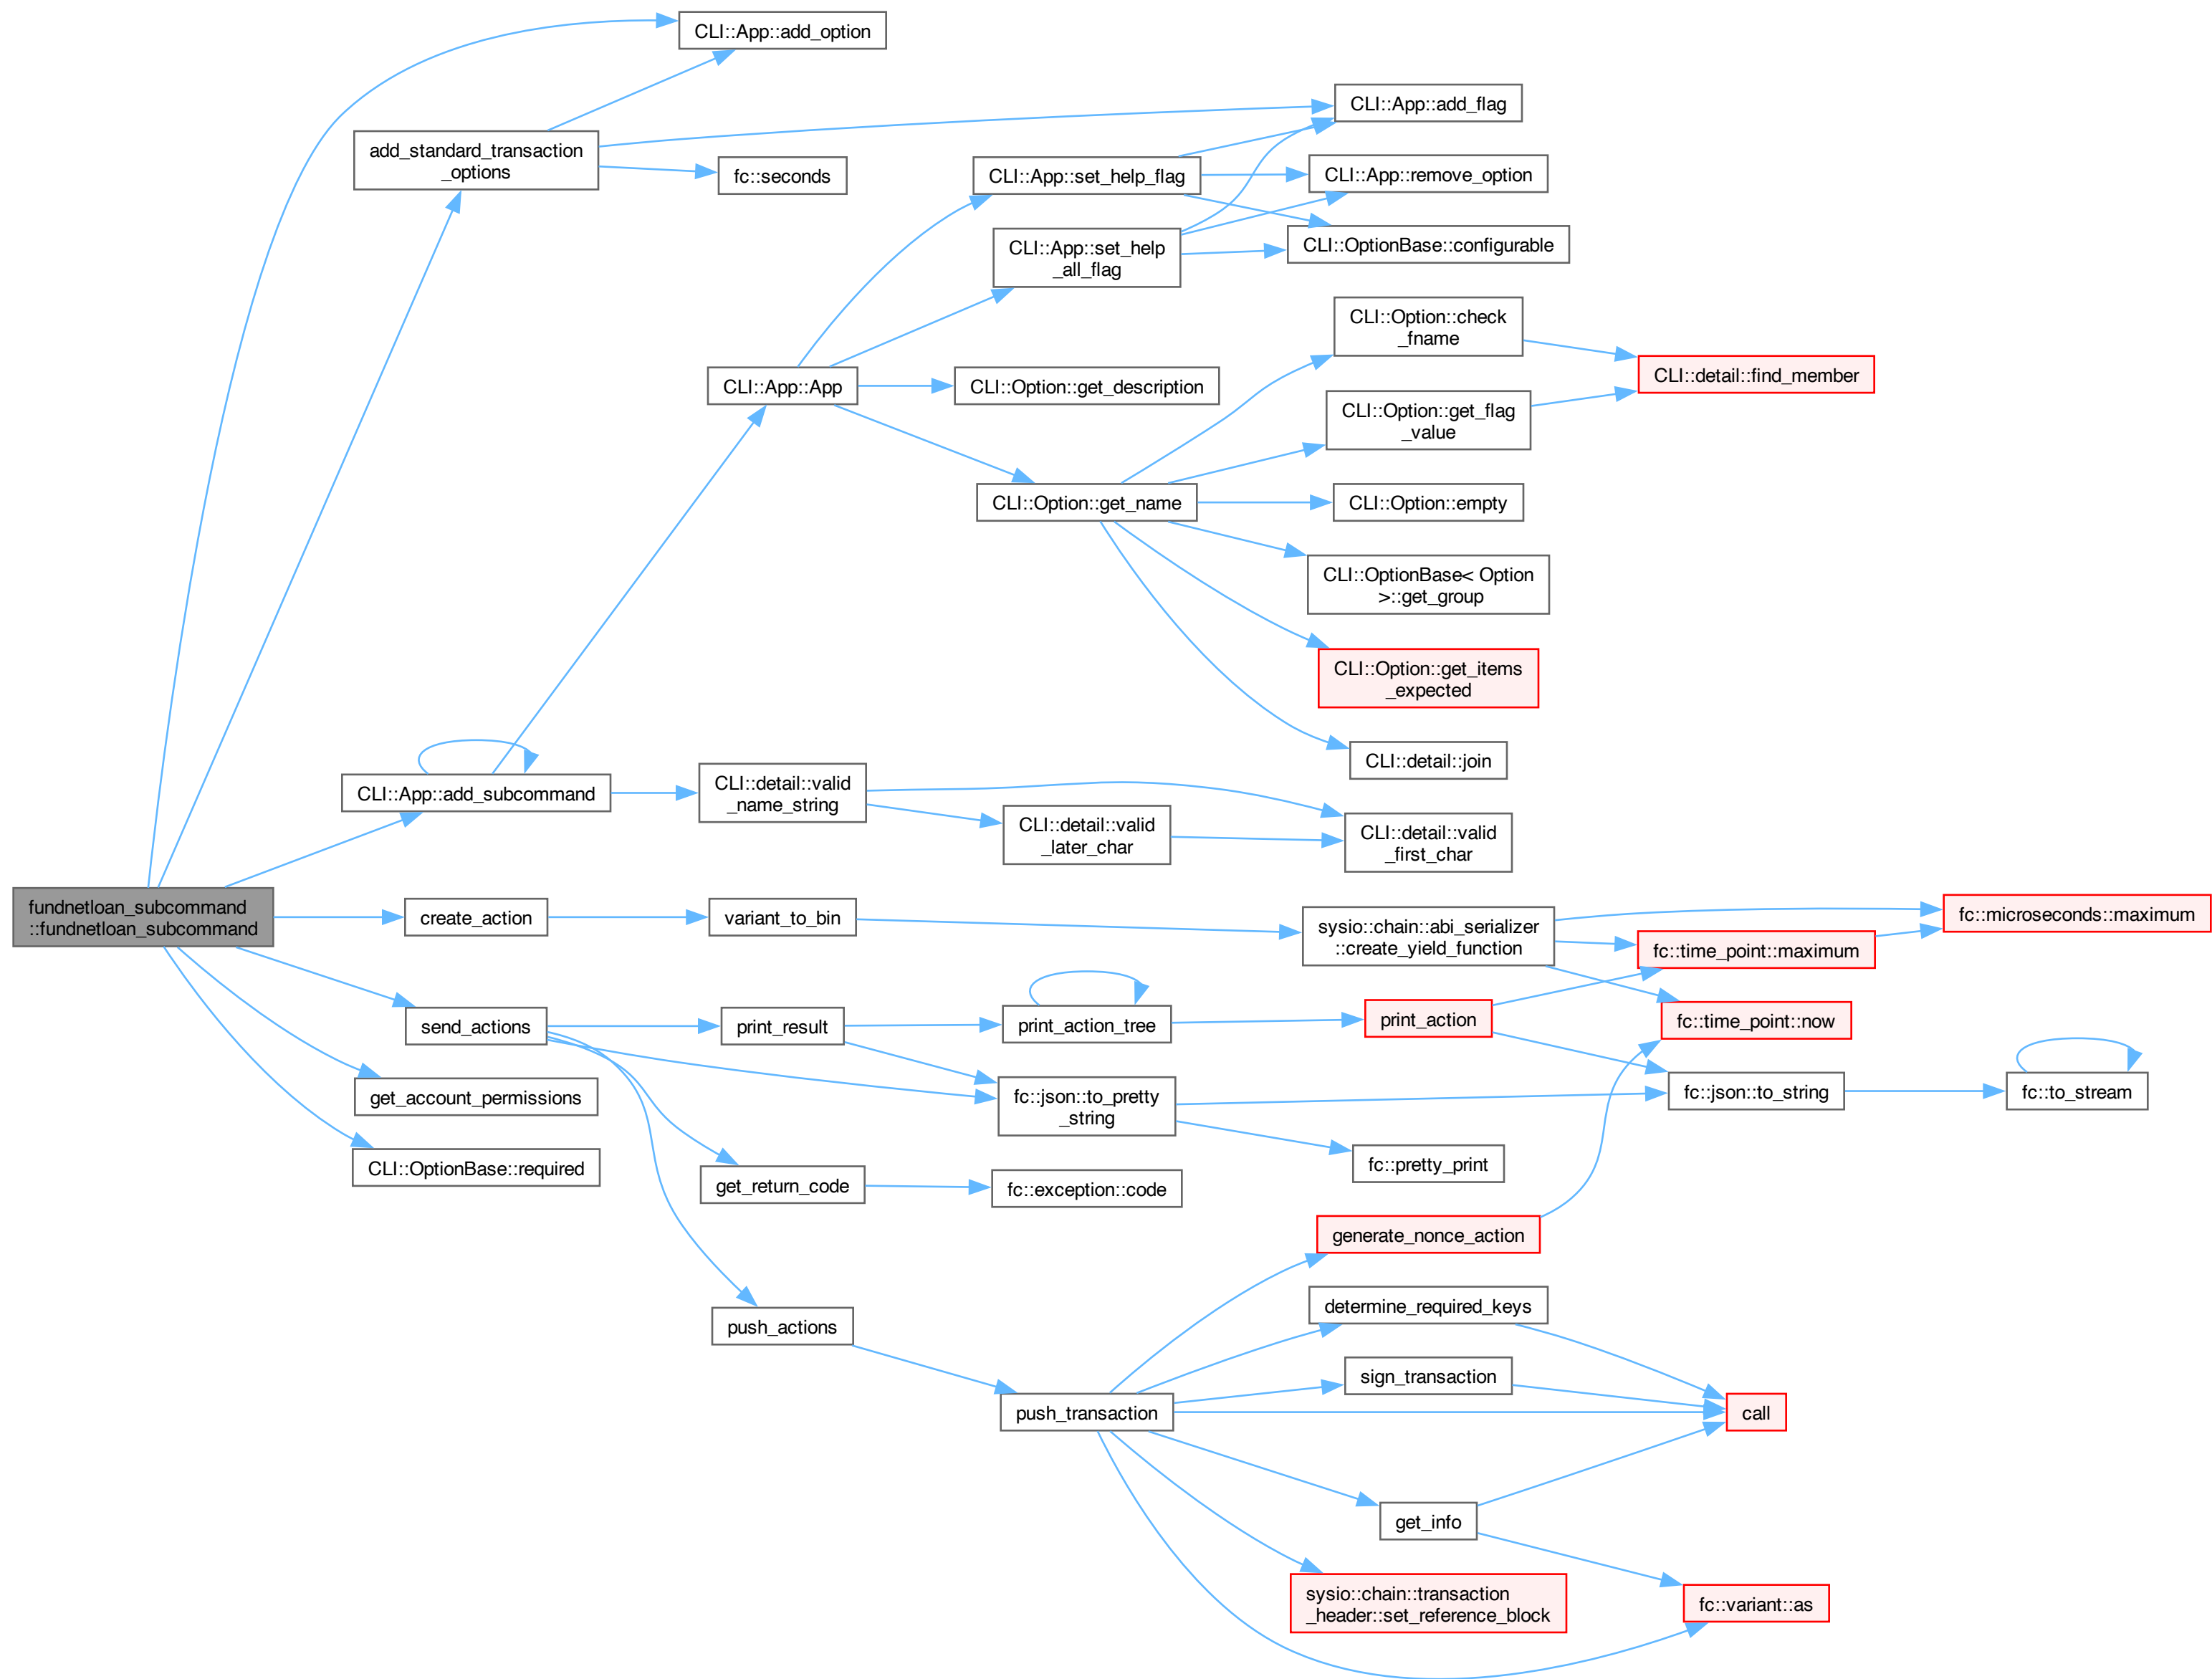 CLI::App::add_option
CLI::App::add_flag
add_standard_transaction
_options
fc::seconds
CLI::App::set_help_flag
CLI::App::remove_option
CLI::App::set_help
_all_flag
CLI::OptionBase::configurable
CLI::Option::check
_fname
CLI::App::App
CLI::Option::get_description
CLI::detail::find_member
CLI::Option::get_flag
_value
CLI::Option::get_name
CLI::Option::empty
CLI::OptionBase< Option
>::get_group
CLI::Option::get_items
_expected
CLI::detail::join
CLI::App::add_subcommand
CLI::detail::valid
_name_string
CLI::detail::valid
_later_char
CLI::detail::valid
_first_char
fundnetloan_subcommand
::fundnetloan_subcommand
create_action
variant_to_bin
sysio::chain::abi_serializer
::create_yield_function
fc::microseconds::maximum
fc::time_point::maximum
send_actions
print_result
print_action_tree
print_action
fc::time_point::now
get_account_permissions
fc::json::to_pretty
_string
fc::json::to_string
fc::to_stream
CLI::OptionBase::required
get_return_code
fc::exception::code
fc::pretty_print
generate_nonce_action
push_actions
determine_required_keys
sign_transaction
push_transaction
call
get_info
sysio::chain::transaction
_header::set_reference_block
fc::variant::as